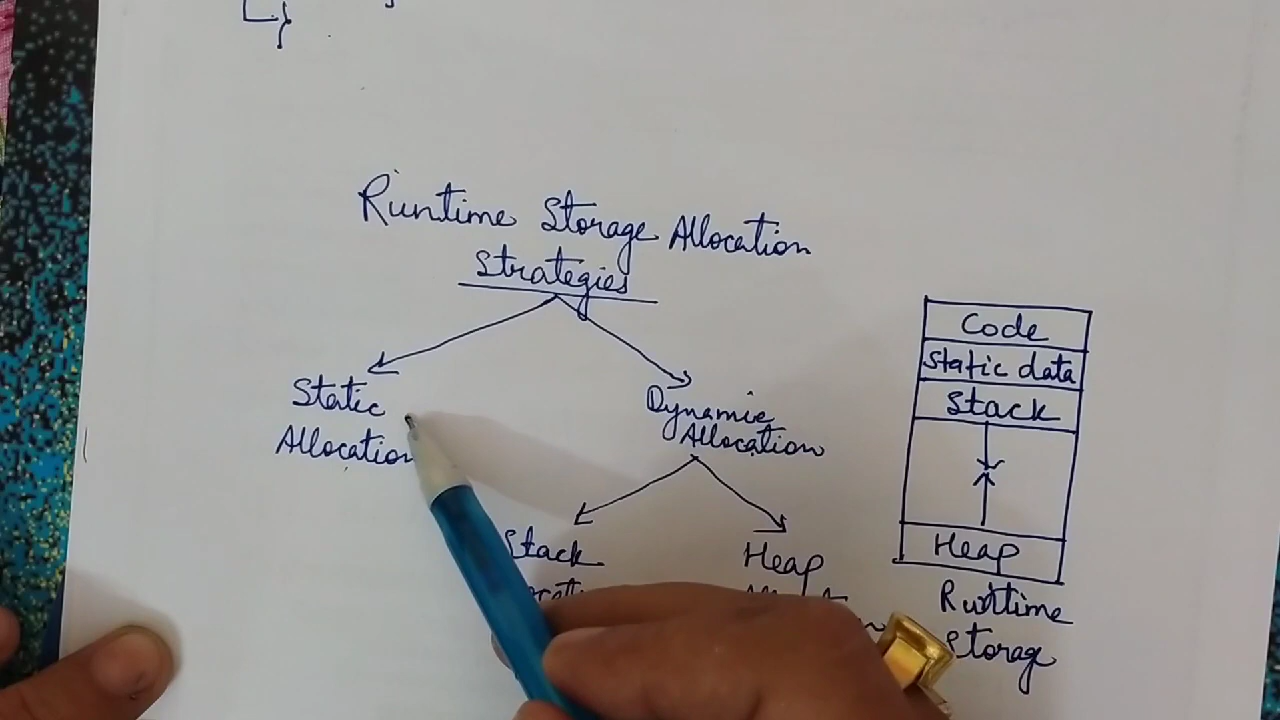 Runtime Storage Allocation
Strategies
Static
Allocation
Dynamic
Allocation
Stack
Heap
Code
Static data
Stack
Heap
Runtime
Storage